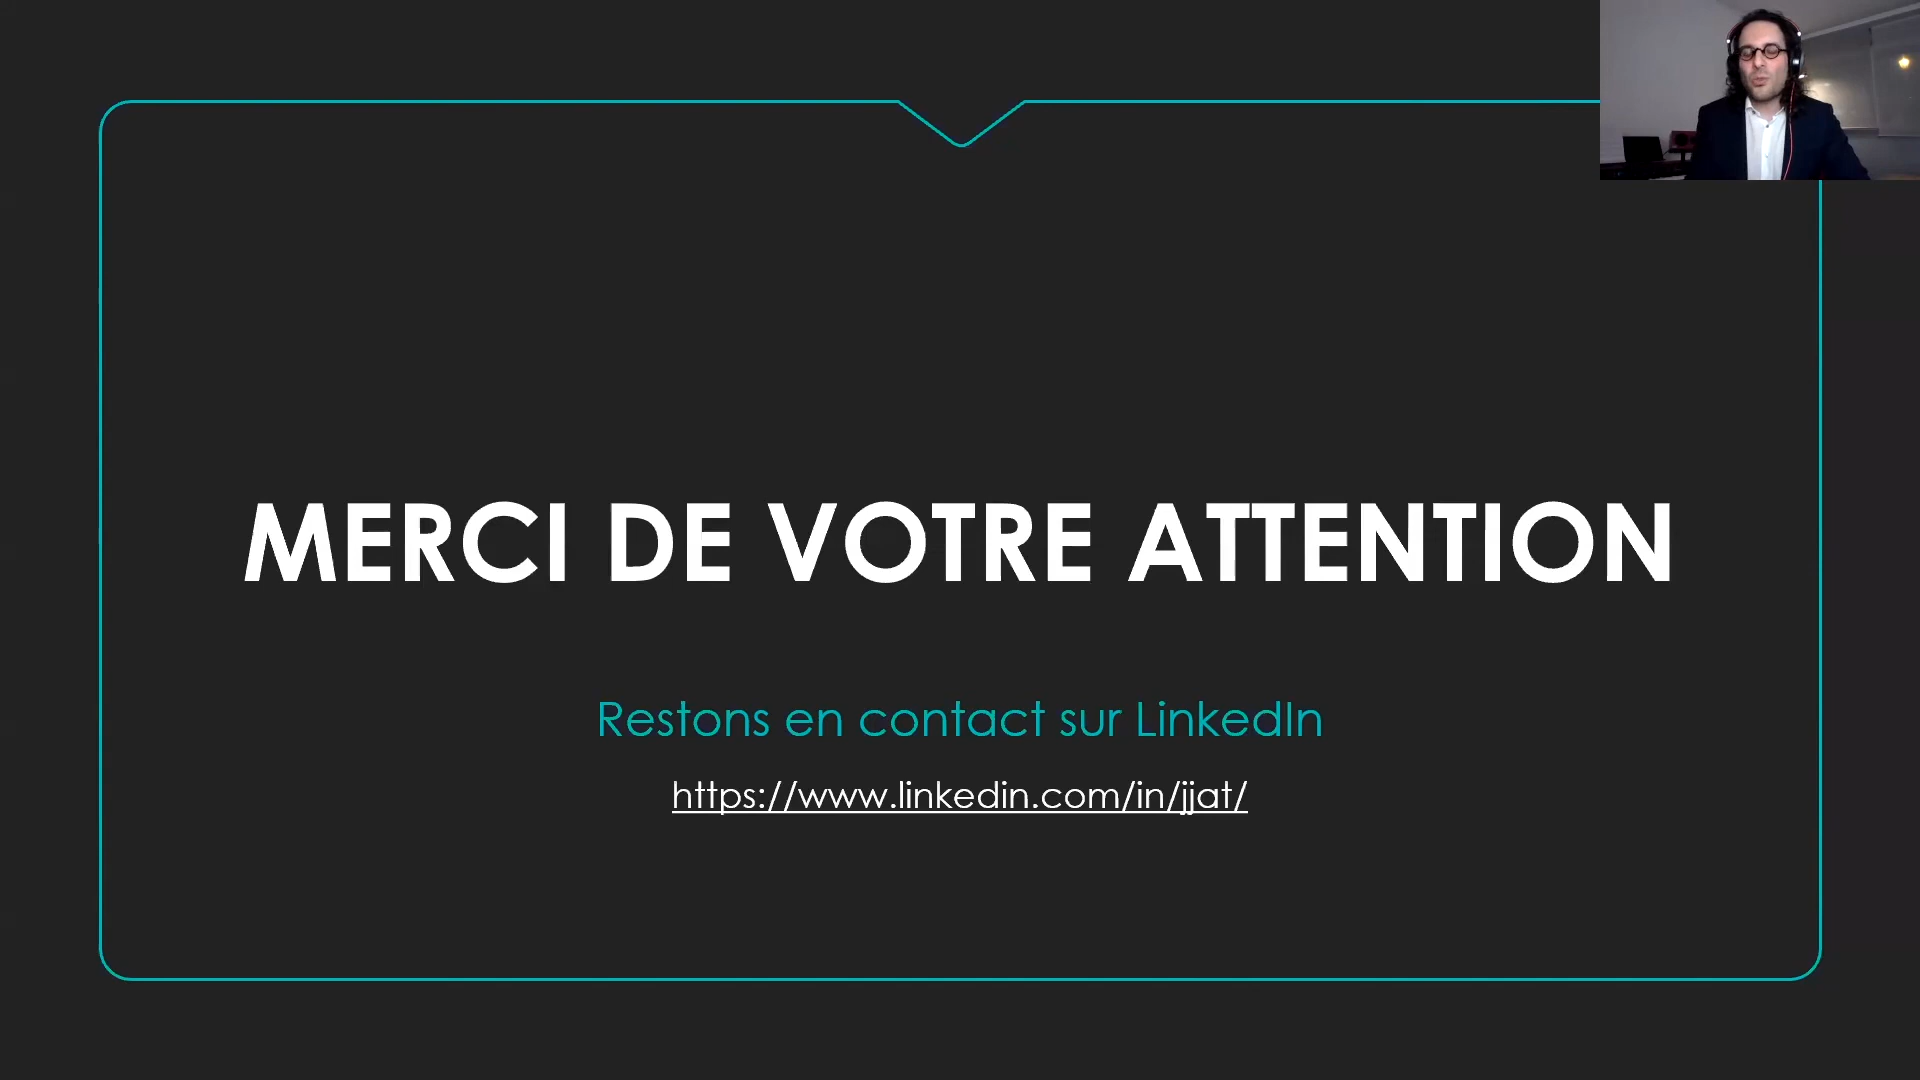 MERCI DE VOTRE ATTENTION
Restons en contact sur LinkedIn
https://www.linkedin.com/in/jjat/